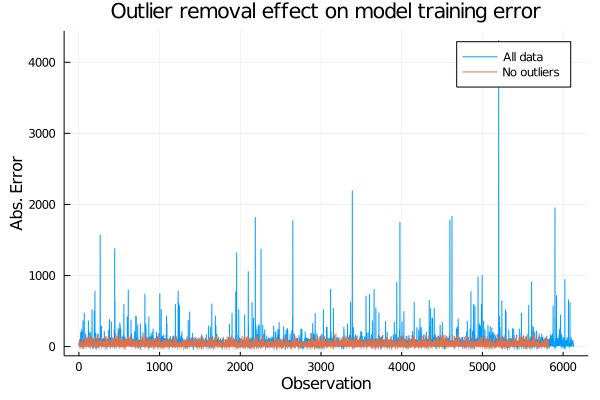 Outlier removal effect on model training error
All data
No outliers
4000
3000
2000
1000
0
Abs. Error
0 1000 2000 3000 4000 5000 6000
Observation